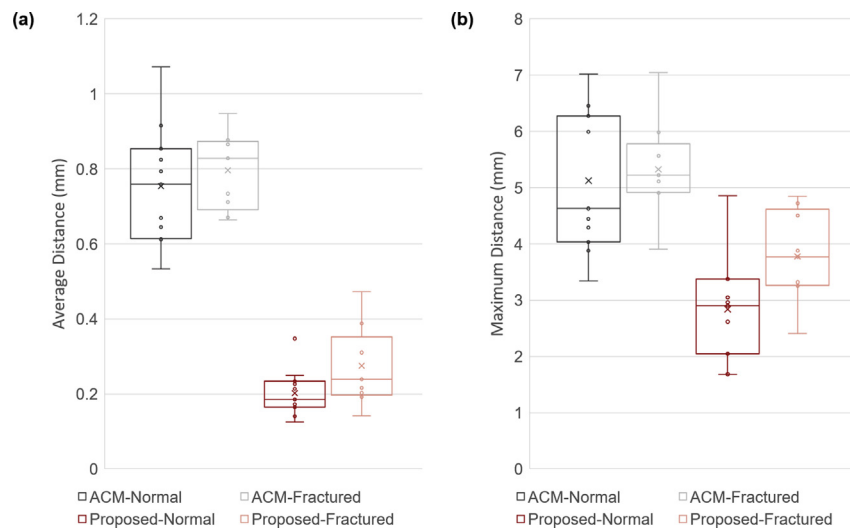 (a)
Average Distance (mm)
1.2
1
0.8
0.6
0.4
0.2
0
ACM-Normal
ACM-Fractured
Proposed-Normal
Proposed-Fractured
(b)
Maximum Distance (mm)
8
7
6
5
4
3
2
1
0
ACM-Normal
ACM-Fractured
Proposed-Normal
Proposed-Fractured